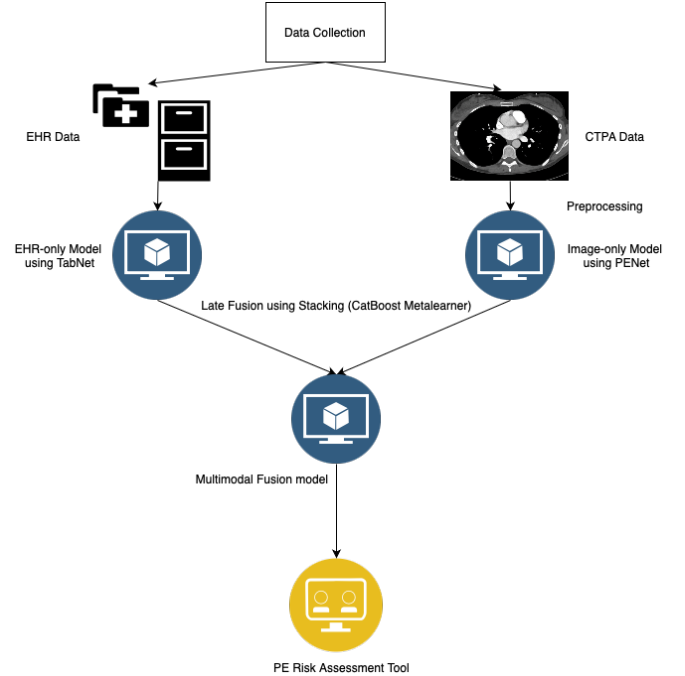 Data Collection
EHR Data
CTPA Data
Preprocessing
EHR-only Model
using TabNet
Image-only Model
using PENet
Late Fusion using Stacking (CatBoost Metalearner)
Multimodal Fusion model
PE Risk Assessment Tool